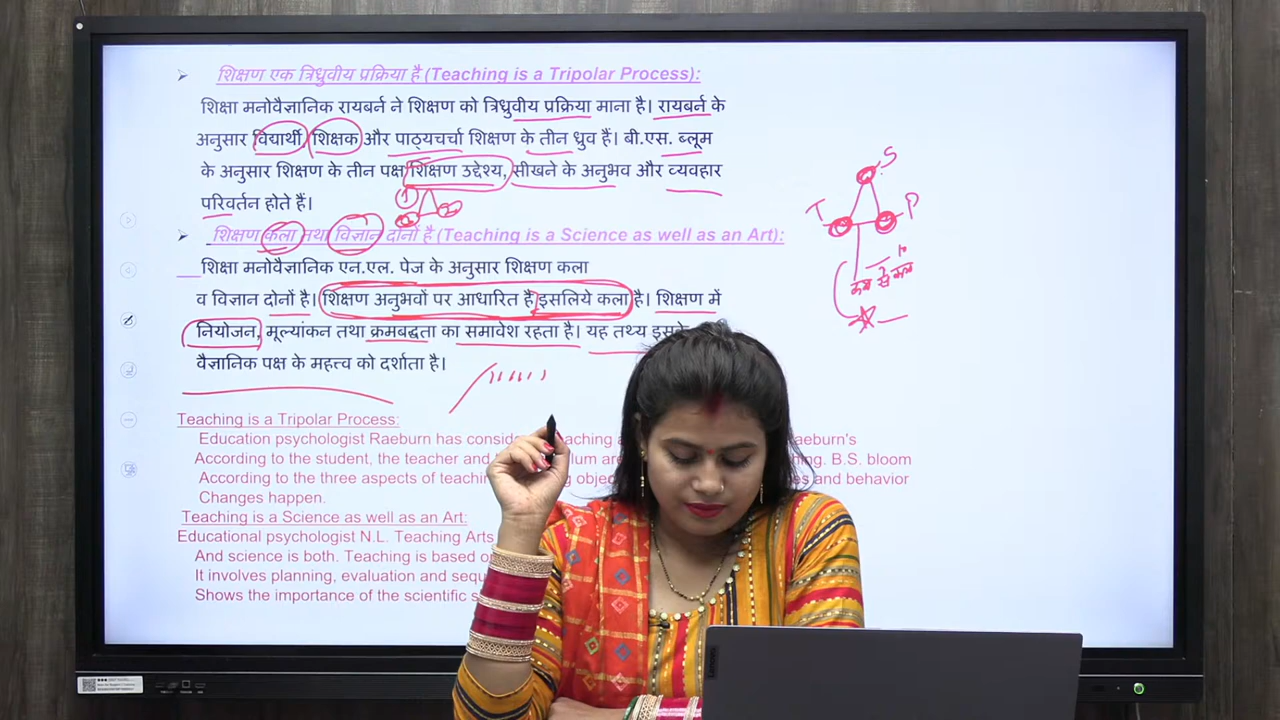 शिक्षण एक त्रिध्रुवीय प्रक्रिया है (Teaching is a Tripolar Process):
शिक्षा मनोवैज्ञानिक रायबर्न ने शिक्षण को त्रिध्रुवीय प्रक्रिया माना है। रायबर्न के
अनुसार विद्यार्थी, शिक्षक और पाठ्यचर्चा शिक्षण के तीन ध्रुव हैं। बी.एस. ब्लूम
के अनुसार शिक्षण के तीन पक्ष शिक्षण उद्देश्य, सीखने के अनुभव और व्यवहार
परिवर्तन होते हैं।
शिक्षण कला तथा विज्ञान दोनों है (Teaching is a Science as well as an Art):
शिक्षा मनोवैज्ञानिक एन.एल. पेज के अनुसार शिक्षण कला
व विज्ञान दोनों है। शिक्षण अनुभवों पर आधारित है इसलिये कला है। शिक्षण में
नियोजन, मूल्यांकन तथा क्रमबद्धता का समावेश रहता है। यह तथ्य इसके
वैज्ञानिक पक्ष के महत्त्व को दर्शाता है।
S
T P
Teaching is a Tripolar Process:
Education psychologist Raeburn has aeburn's
According to the student, the teacher and B.S. bloom
According to the three aspects of and behavior
Changes happen.
Teaching is a Science as well as an Art:
Educational psychologist N.L. Teaching Arts
And science is both. Teaching is based
It involves planning, evaluation and
Shows the importance of the scientific